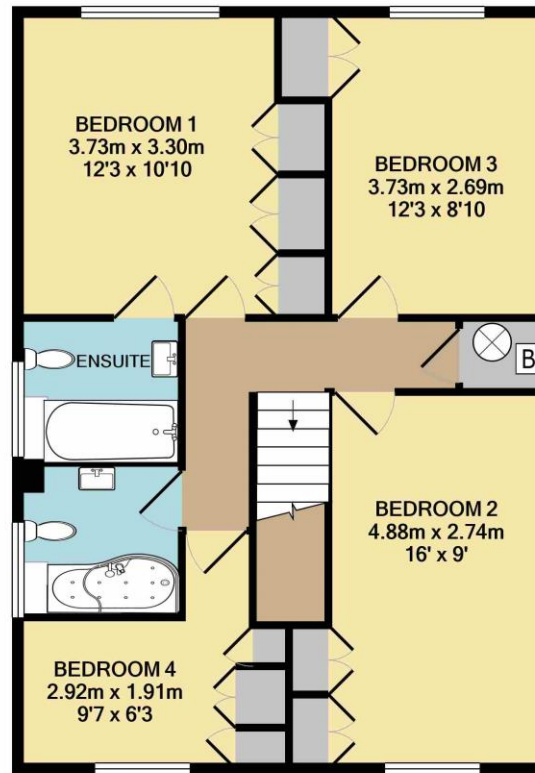 BEDROOM 1
3.73m x 3.30m
12'3 x 10'10
BEDROOM 3
3.73m x 2.69m
12'3 x 8'10
ENSUITE
B
BEDROOM 2
4.88m x 2.74m
16' x 9'
BEDROOM 4
2.92m x 1.91m
9'7 x 6'3